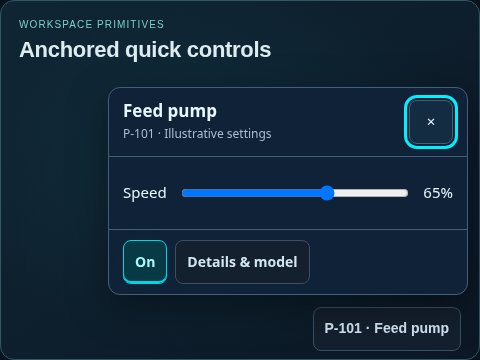 WORKSPACE PRIMITIVES
Anchored quick controls
Feed pump
P-101 · Illustrative settings
×
Speed 65%
On Details & model
P-101 · Feed pump